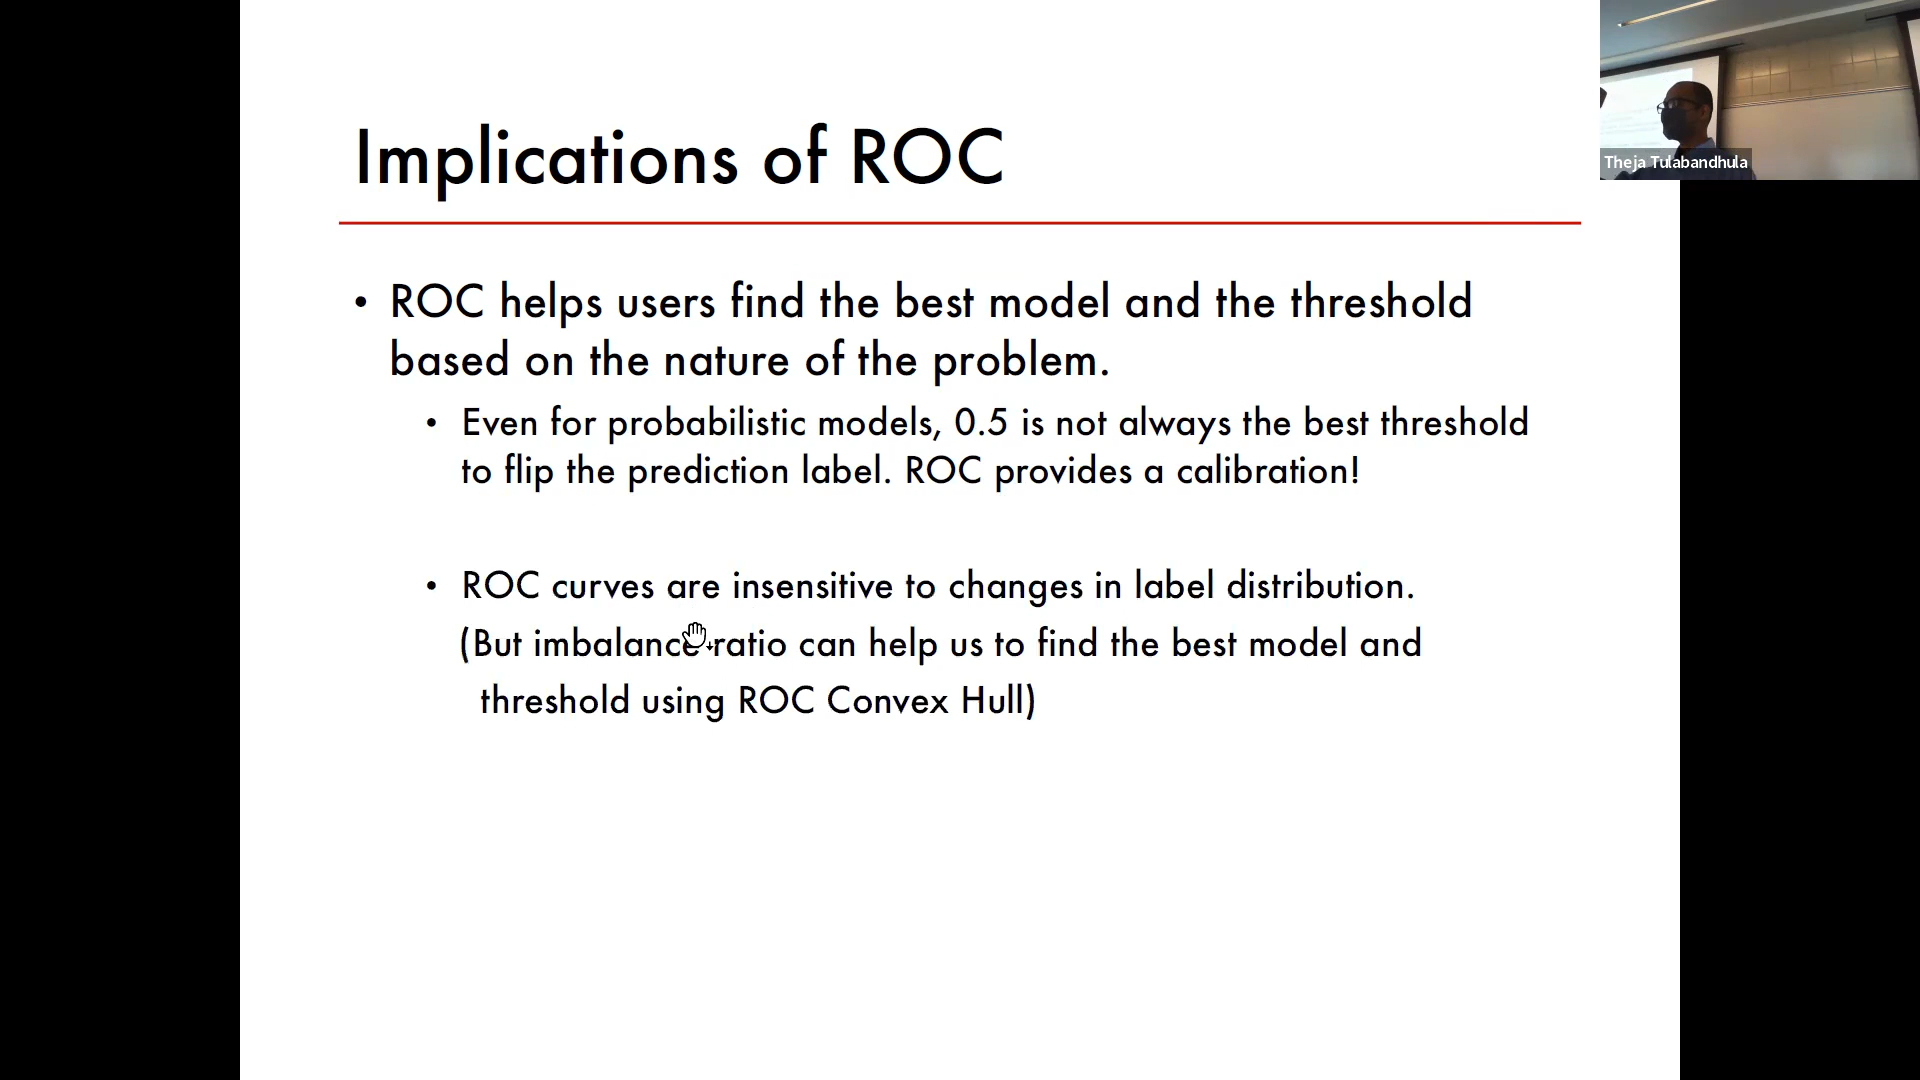 Implications of ROC
• ROC helps users find the best model and the threshold
based on the nature of the problem.
• Even for probabilistic models, 0.5 is not always the best threshold
to flip the prediction label. ROC provides a calibration!
• ROC curves are insensitive to changes in label distribution.
(But imbalance ratio can help us to find the best model and
threshold using ROC Convex Hull)
Theja Tulabandhula